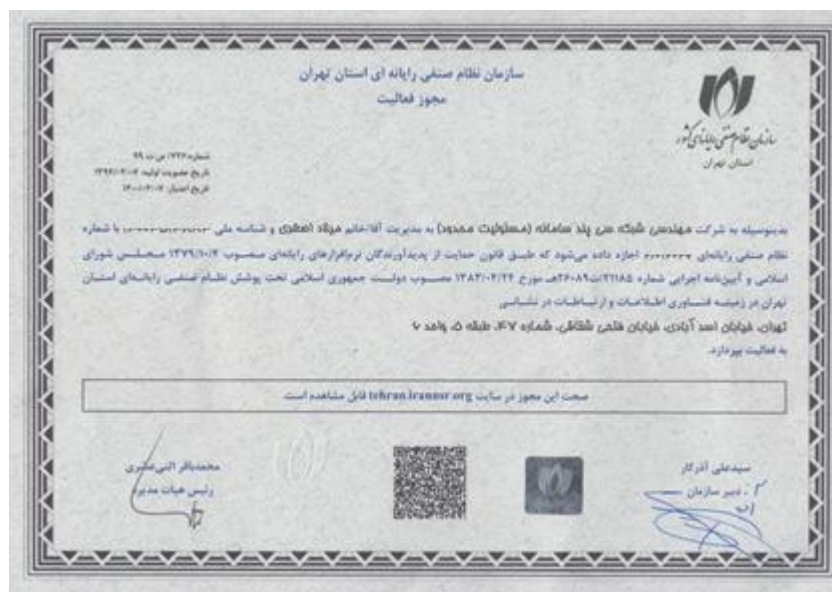 سازمان نظام صنفی رایانه ای استان تهران
مجوز فعالیت
سازمان نظام صنفی رایانه‌ای کشور
استان تهران
تاریخ عضویت اولیه:
تاریخ اعتبار:
بدینوسیله به شرکت مهندسی شبکه سی پند سامانه (مسئولیت محدود) به مدیریت آقا/خانم میلاد اصغری و شناسه ملی با شماره
نظام صنفی رایانه‌ای اجازه داده می‌شود که طبق قانون حمایت از پدیدآورندگان نرم‌افزارهای رایانه‌ای مصوب ۱۳۷۹/۱۰/۴ مجلس شورای
اسلامی و آیین‌نامه اجرایی شماره مورخ ۱۳۸۳/۰۴/۲۴ مصوب دولت جمهوری اسلامی تحت پوشش نظام صنفی رایانه‌ای استان
تهران در زمینه فناوری اطلاعات و ارتباطات در نشانی
تهران، خیابان اسد آبادی، خیابان فتحی شقاقی، شماره ۴۷، طبقه ۵، واحد
به فعالیت بپردازد.
صحت این مجوز در سایت tehran.irannsr.org قابل مشاهده است.
سیدعلی آذرکار
دبیر سازمان
محمدباقر اثنی‌عشری
رئیس هیات مدیره